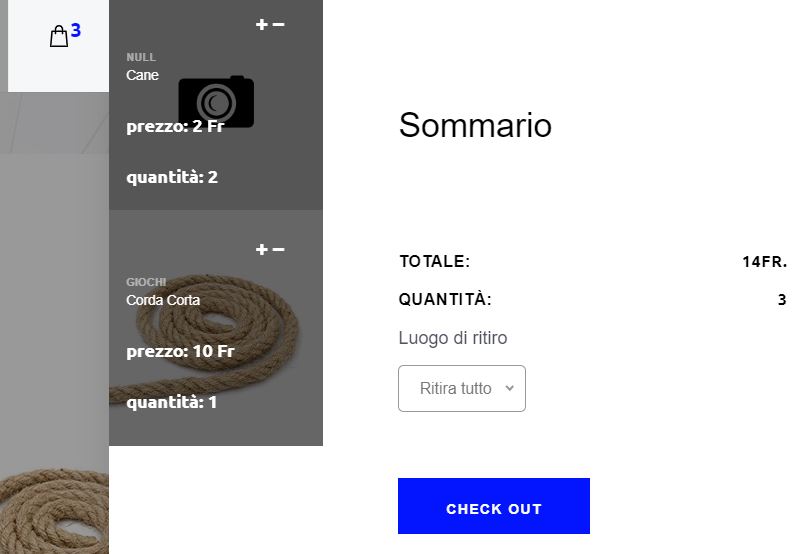 3
+ −
NULL
Cane
prezzo: 2 Fr
quantità: 2
+ −
GIOCHI
Corda Corta
prezzo: 10 Fr
quantità: 1
Sommario
TOTALE: 14FR.
QUANTITÀ: 3
Luogo di ritiro
Ritira tutto
CHECK OUT